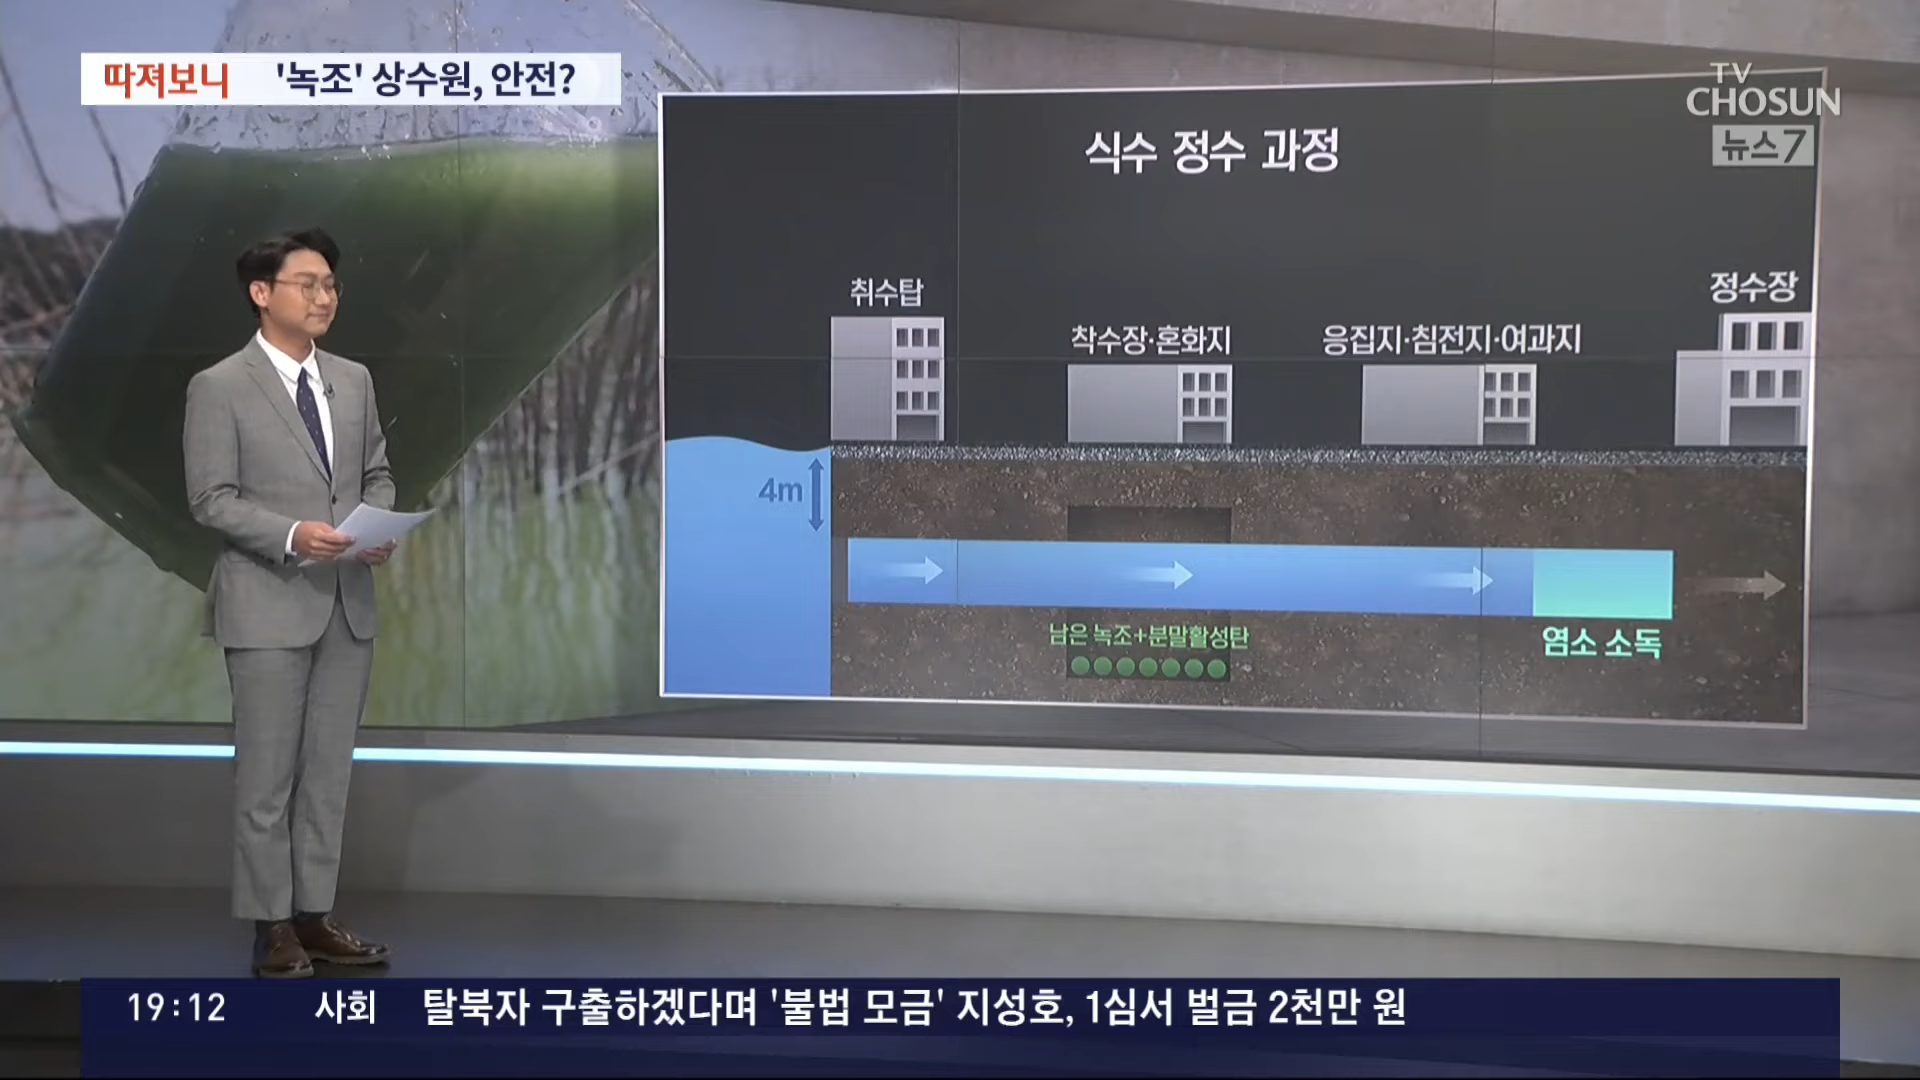 따져보니 '녹조' 상수원, 안전?
TV
CHOSUN
뉴스7
식수 정수 과정
취수탑
착수장·혼화지
응집지·침전지·여과지
정수장
4m
남은 녹조+분말활성탄
염소 소독
19:12 사회 탈북자 구출하겠다며 '불법 모금' 지성호, 1심서 벌금 2천만 원